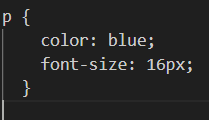 p {
    color: blue;
    font-size: 16px;
  }